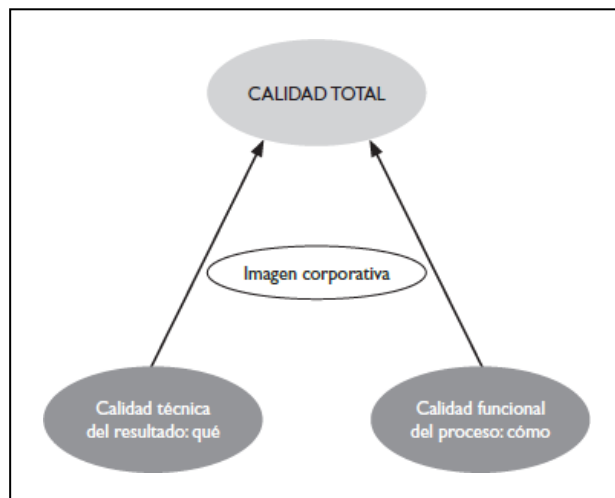 CALIDAD TOTAL
Imagen corporativa
Calidad técnica
del resultado: qué
Calidad funcional
del proceso: cómo